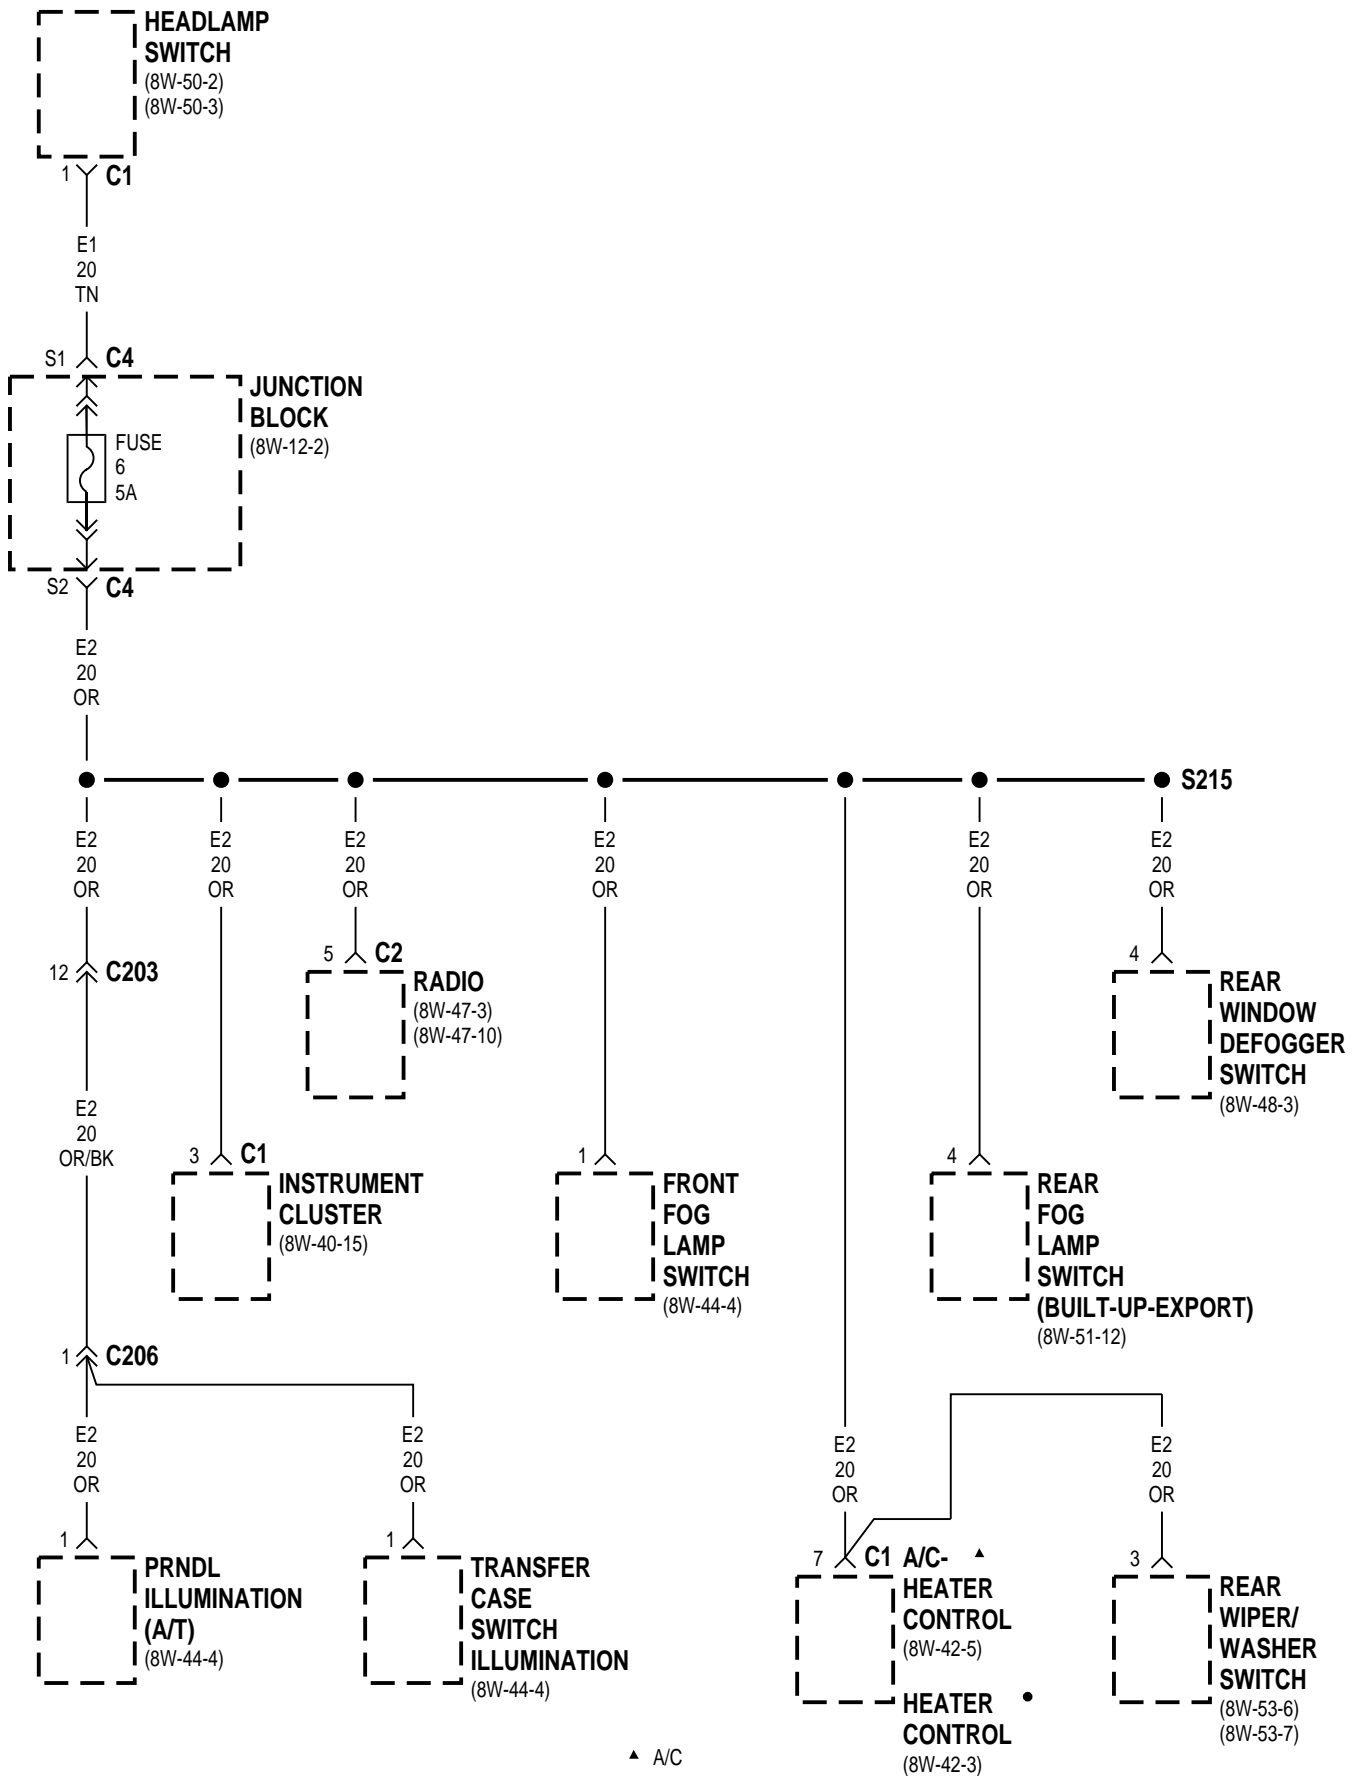 HEADLAMP
SWITCH
(8W-50-2)
(8W-50-3)
1 C1
E1
20
TN
S1 C4
JUNCTION
BLOCK
(8W-12-2)
FUSE
6
5A
S2 C4
E2
20
OR
S215
E2 E2 E2 E2 E2 E2
20 20 20 20 20 20
OR OR OR OR OR OR
12 C203
5 C2
RADIO
(8W-47-3)
(8W-47-10)
4
REAR
WINDOW
DEFOGGER
SWITCH
(8W-48-3)
E2
20
OR/BK
3 C1
INSTRUMENT
CLUSTER
(8W-40-15)
1
FRONT
FOG
LAMP
SWITCH
(8W-44-4)
4
REAR
FOG
LAMP
SWITCH
(BUILT-UP-EXPORT)
(8W-51-12)
1 C206
E2 E2 E2 E2
20 20 20 20
OR OR OR OR
1
PRNDL
ILLUMINATION
(A/T)
(8W-44-4)
1
TRANSFER
CASE
SWITCH
ILLUMINATION
(8W-44-4)
7 C1 A/C- ▲
HEATER
CONTROL
(8W-42-5)
HEATER ●
CONTROL
(8W-42-3)
3
REAR
WIPER/
WASHER
SWITCH
(8W-53-6)
(8W-53-7)
▲ A/C